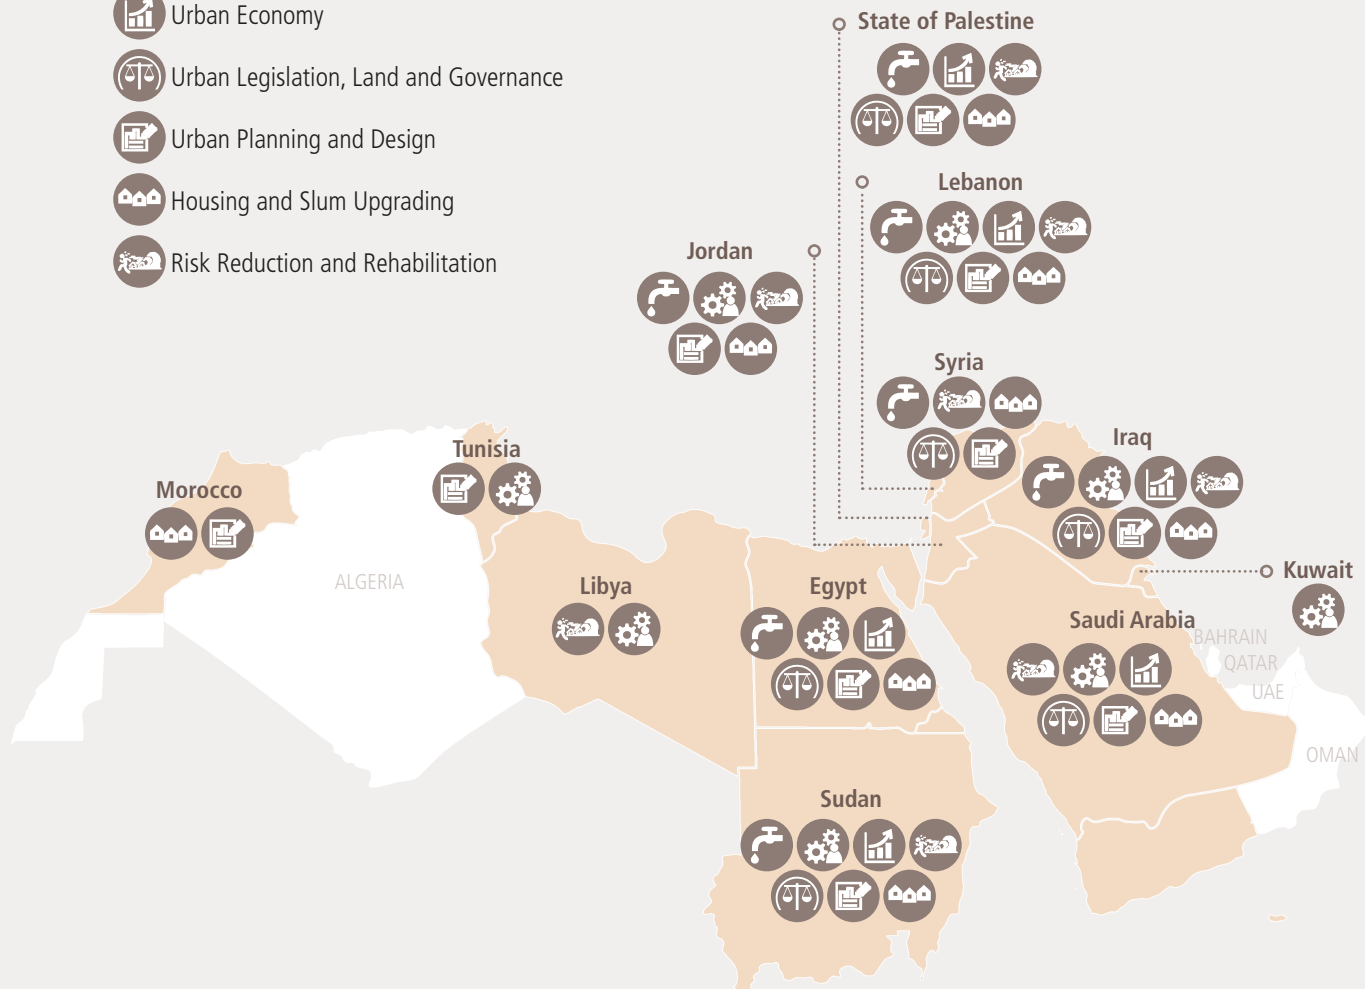 Urban Economy
Urban Legislation, Land and Governance
Urban Planning and Design
Housing and Slum Upgrading
Risk Reduction and Rehabilitation
State of Palestine
Lebanon
Jordan
Syria
Iraq
Tunisia
Morocco
Kuwait
ALGERIA
Libya
Egypt
Saudi Arabia
BAHRAIN
QATAR
UAE
OMAN
Sudan